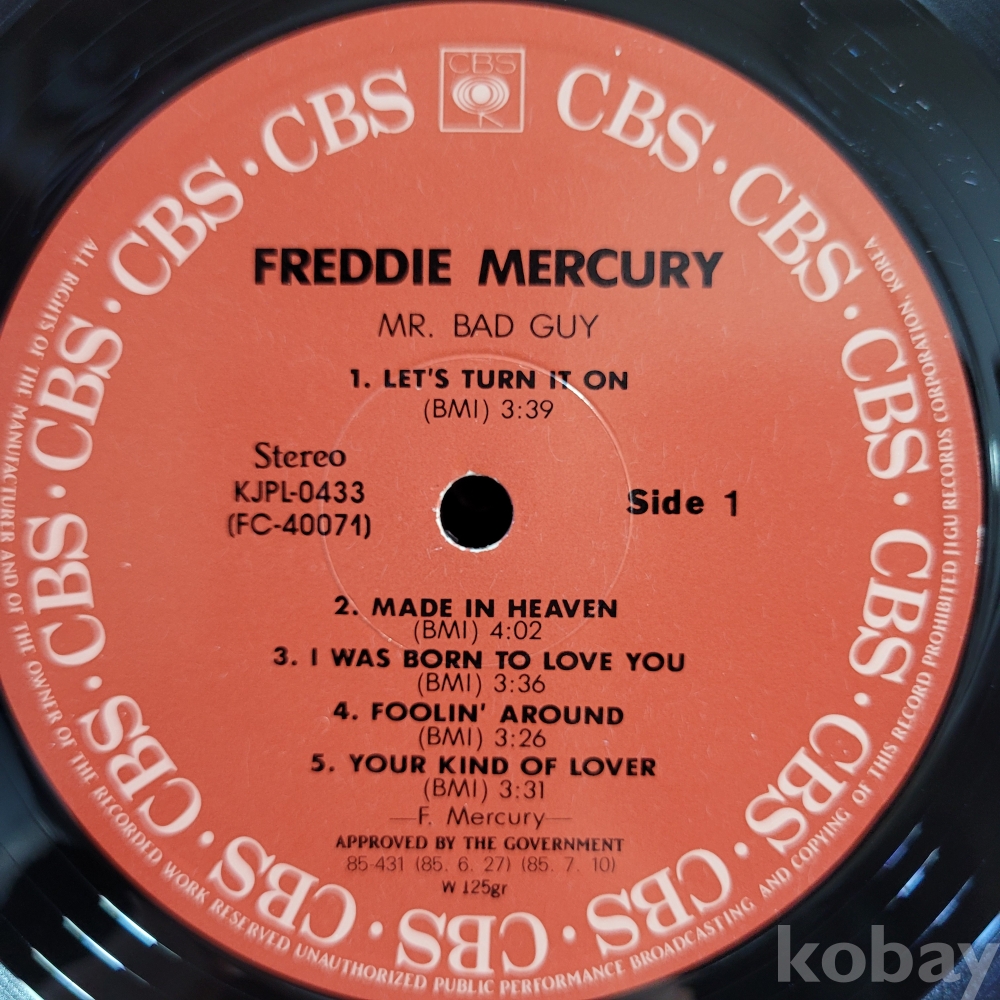 CBS
CBS · CBS · CBS · CBS · CBS · CBS · CBS · CBS · CBS · CBS · CBS · CBS · CBS · CBS
FREDDIE MERCURY
MR. BAD GUY
1. LET'S TURN IT ON
(BMI) 3:39
Stereo
KJPL-0433
(FC-40071)
Side 1
2. MADE IN HEAVEN
(BMI) 4:02
3. I WAS BORN TO LOVE YOU
(BMI) 3:36
4. FOOLIN' AROUND
(BMI) 3:26
5. YOUR KIND OF LOVER
(BMI) 3:31
—F. Mercury—
APPROVED BY THE GOVERNMENT
85-431 (85. 6. 27) (85. 7. 10)
W 125gr
ALL RIGHTS OF THE MANUFACTURER AND OF THE OWNER OF THE RECORDED WORK RESERVED UNAUTHORIZED PUBLIC PERFORMANCE BROADCASTING AND COPYING OF THIS RECORD PROHIBITED JIGU RECORDS CORPORATION, KOREA
kobay